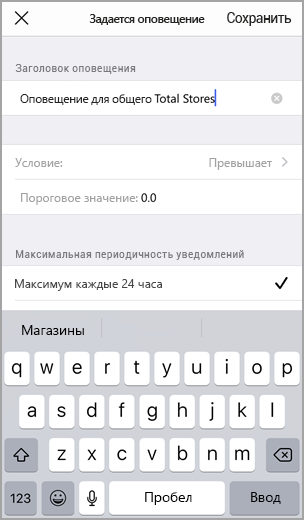 Задается оповещение Сохранить
Заголовок оповещения
Оповещение для общего Total Stores
Условие: Превышает
Пороговое значение: 0.0
Максимальная периодичность уведомлений
Максимум каждые 24 часа
Магазины
q w e r t y u i o p
a s d f g h j k l
z x c v b n m
123 Пробел Ввод